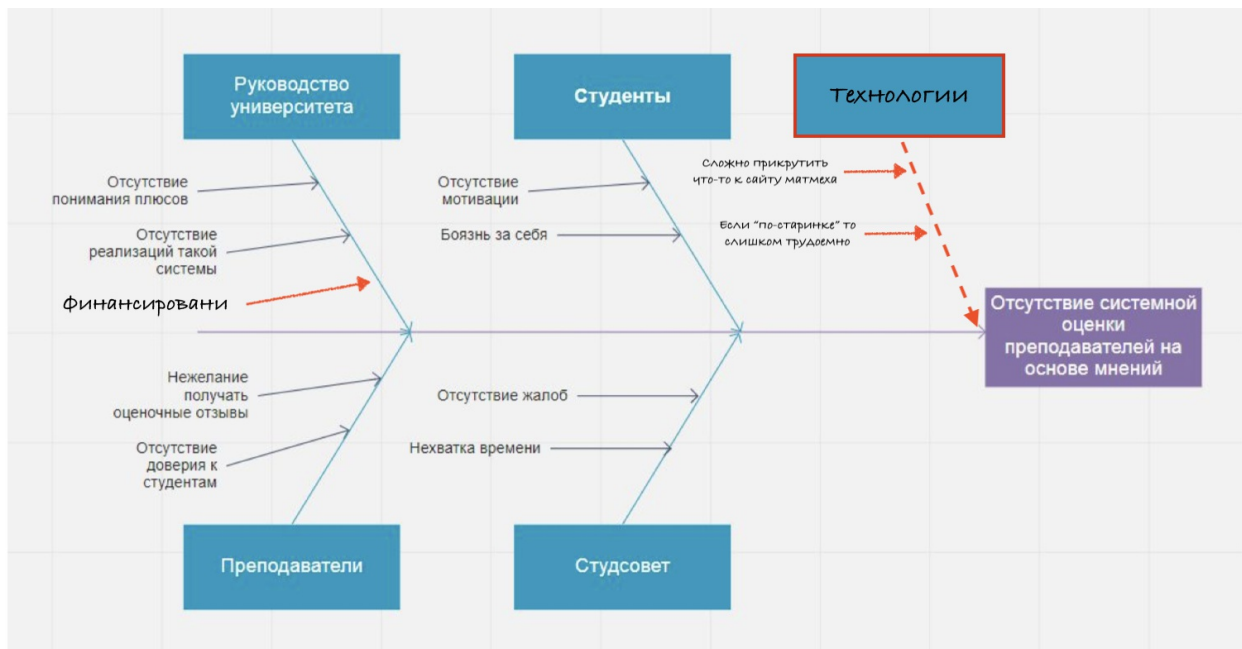 Руководство
университета
Студенты
Технологии
Отсутствие
понимания плюсов
Отсутствие
реализаций такой
системы
Финансировани
Отсутствие
мотивации
Боязнь за себя
Сложно прикрутить
что-то к сайту матмеха
Если "по-старинке" то
слишком трудоемно
Отсутствие системной
оценки
преподавателей на
основе мнений
Нежелание
получать
оценочные отзывы
Отсутствие
доверия к
студентам
Отсутствие жалоб
Нехватка времени
Преподаватели
Студсовет